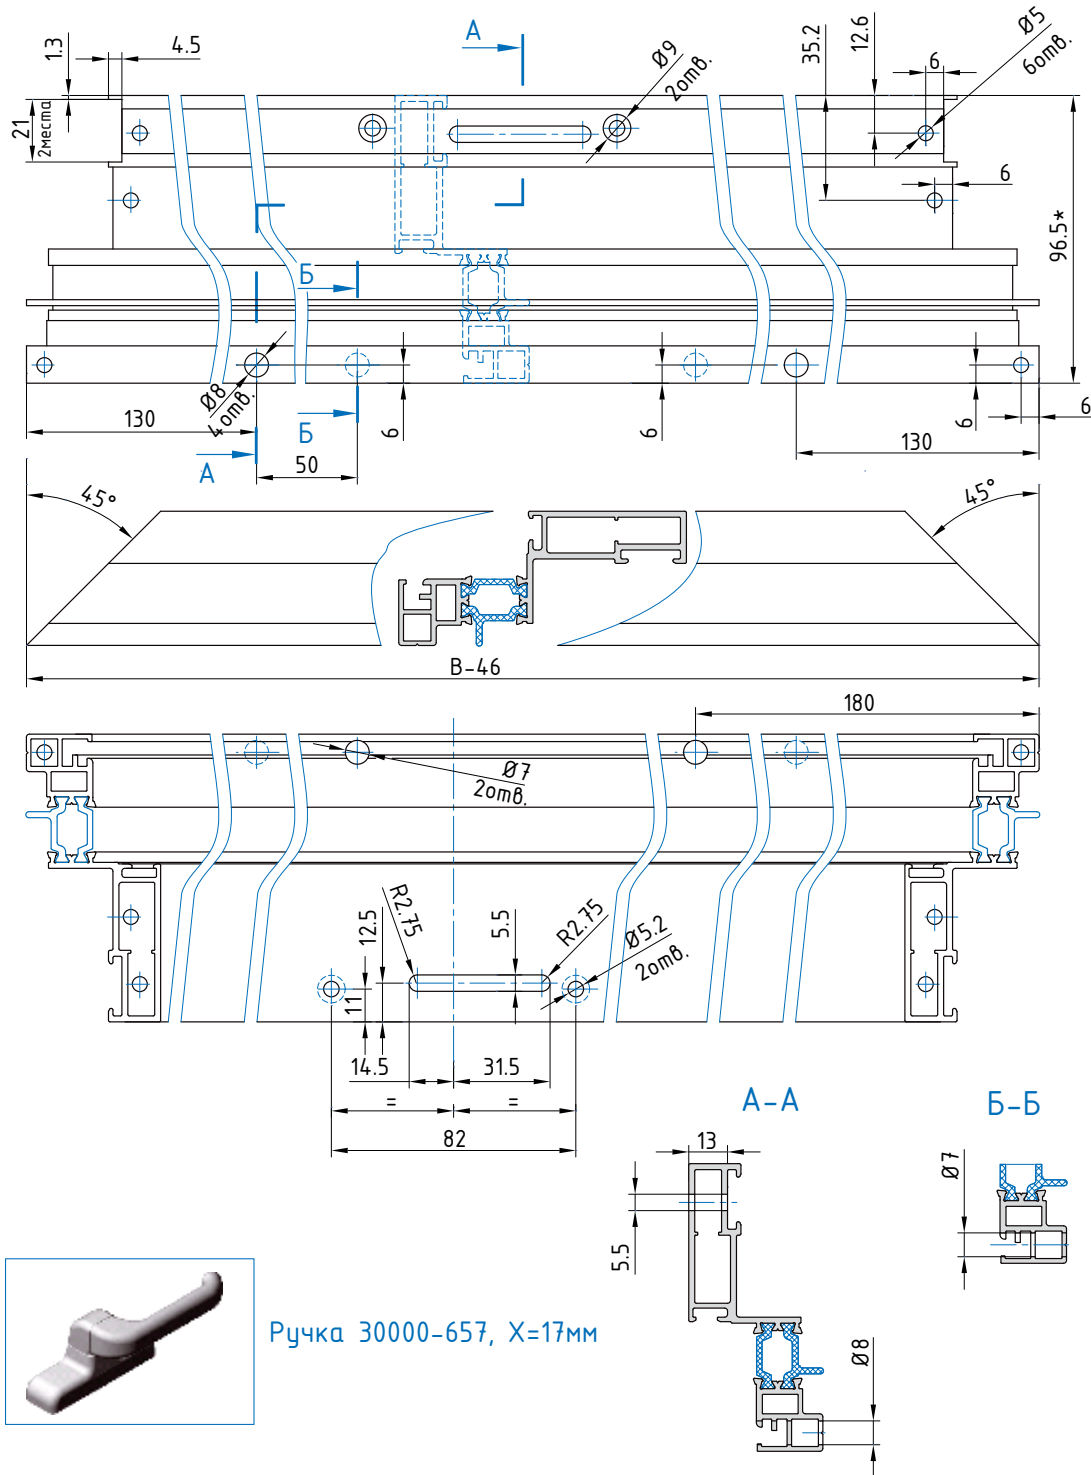 А
Ø9
2отв.
35.2
12.6
Ø5
6отв.
1.3
4.5
6
21
2места
6
96.5*
Б
Ø8
4отв.
130
6
6
6
6
Б
130
А
50
45°
45°
В-46
180
Ø7
2отв.
R2.75
12.5
5.5
R2.75
Ø5.2
2отв.
11
14.5
31.5
=
=
82
А-А
Б-Б
13
Ø7
5.5
Ручка 30000-657, Х=17мм
Ø8